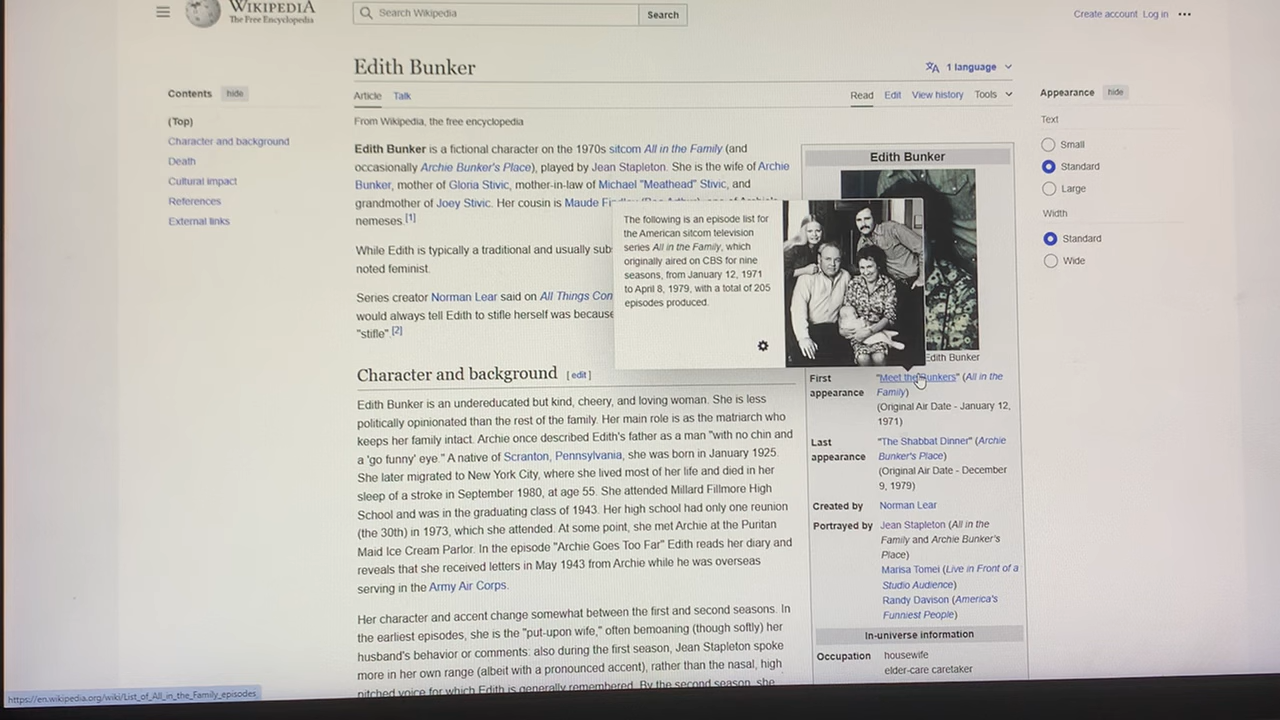 WIKIPEDIA
The Free Encyclopedia
Search Wikipedia
Search
Create account Log in
Edith Bunker
1 language
Article Talk
Read Edit View history Tools
From Wikipedia, the free encyclopedia
Contents hide
(Top)
Character and background
Death
Cultural impact
References
External links
Edith Bunker is a fictional character on the 1970s sitcom All in the Family (and
occasionally Archie Bunker's Place), played by Jean Stapleton. She is the wife of Archie
Bunker, mother of Gloria Stivic, mother-in-law of Michael "Meathead" Stivic, and
grandmother of Joey Stivic. Her cousin is Maude
nemeses.[1]
While Edith is typically a traditional and usually
noted feminist.
Series creator Norman Lear said on All Things
would always tell Edith to stifle herself was because
"stifle".[2]
The following is an episode list for
the American sitcom television
series All in the Family, which
originally aired on CBS for nine
seasons, from January 12, 1971
to April 8, 1979, with a total of 205
episodes produced.
Character and background [ edit ]
Edith Bunker is an undereducated but kind, cheery, and loving woman. She is less
politically opinionated than the rest of the family. Her main role is as the matriarch who
keeps her family intact. Archie once described Edith's father as a man "with no chin and
a 'go funny' eye." A native of Scranton, Pennsylvania, she was born in January 1925.
She later migrated to New York City, where she lived most of her life and died in her
sleep of a stroke in September 1980, at age 55. She attended Millard Fillmore High
School and was in the graduating class of 1943. Her high school had only one reunion
(the 30th) in 1973, which she attended. At some point, she met Archie at the Puritan
Maid Ice Cream Parlor. In the episode "Archie Goes Too Far" Edith reads her diary and
reveals that she received letters in May 1943 from Archie while he was overseas
serving in the Army Air Corps.
Her character and accent change somewhat between the first and second seasons. In
the earliest episodes, she is the "put-upon wife," often bemoaning (though softly) her
husband's behavior or comments: also during the first season, Jean Stapleton spoke
more in her own range (albeit with a pronounced accent), rather than the nasal, high
pitched voice for which Edith is generally remembered. By the second season, she
Edith Bunker
Edith Bunker
First appearance
"Meet the Bunkers" (All in the
Family)
(Original Air Date - January 12,
1971)
Last appearance
"The Shabbat Dinner" (Archie
Bunker's Place)
(Original Air Date - December
9, 1979)
Created by Norman Lear
Portrayed by Jean Stapleton (All in the
Family and Archie Bunker's
Place)
Marisa Tomei (Live in Front of a
Studio Audience)
Randy Davison (America's
Funniest People)
In-universe information
Occupation housewife
elder-care caretaker
Appearance hide
Text
Small
Standard
Large
Width
Standard
Wide
https://en.wikipedia.org/wiki/List_of_All_in_the_Family_episodes